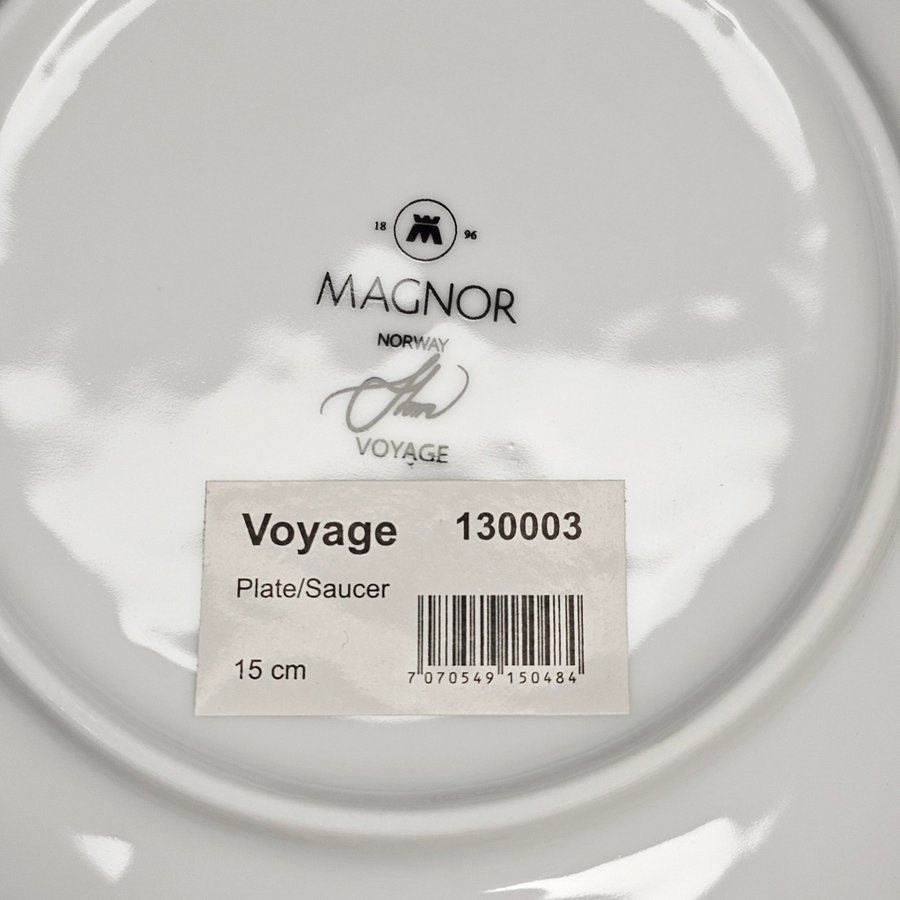 18 M 96
MAGNOR
NORWAY
VOYAGE
Voyage 130003
Plate/Saucer
15 cm
7 070549 150484